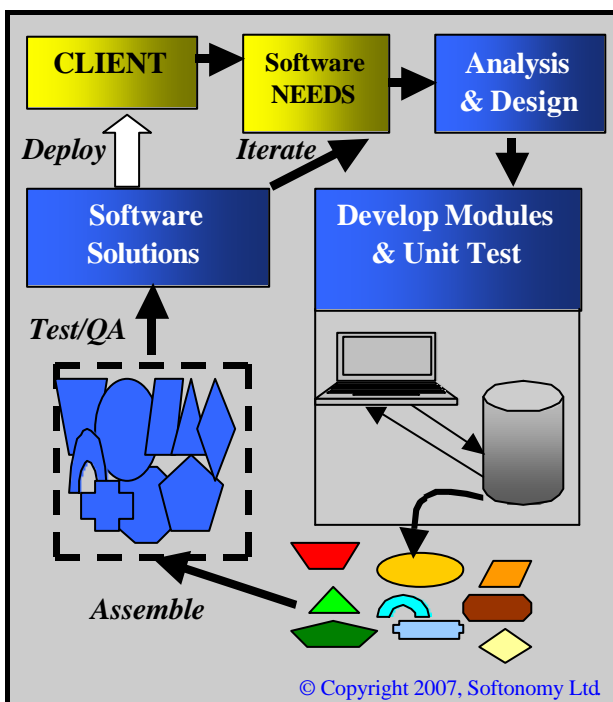 CLIENT
Software
NEEDS
Analysis
& Design
Deploy
Iterate
Software
Solutions
Develop Modules
& Unit Test
Test/QA
Assemble
© Copyright 2007, Softonomy Ltd.